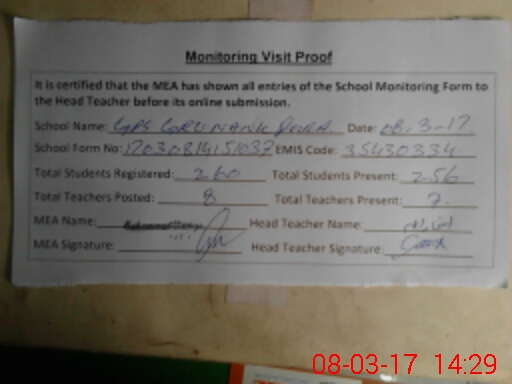 Monitoring Visit Proof
It is certified that the MEA has shown all entries of the School Monitoring Form to
the Head Teacher before its online submission.
School Name: GPS Date: 08-3-17
School Form No: 17030814151037 EMIS Code: 35430334
Total Students Registered: 260 Total Students Present: 256
Total Teachers Posted: 8 Total Teachers Present: 7
MEA Name: Head Teacher Name:
MEA Signature: Head Teacher Signature:
08-03-17 14:29